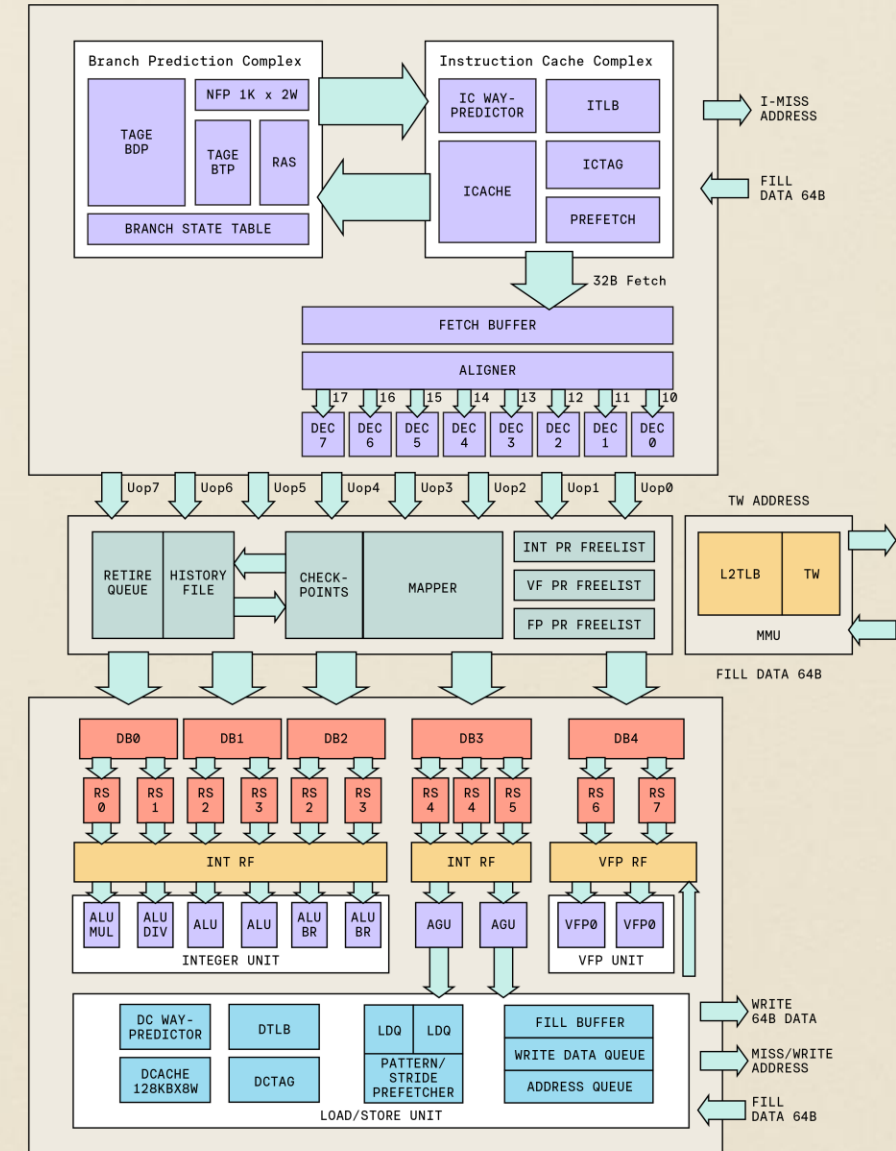 Branch Prediction Complex
TAGE
BDP
NFP 1K x 2W
TAGE
BTP
RAS
BRANCH STATE TABLE
Instruction Cache Complex
IC WAY-
PREDICTOR
ITLB
ICACHE
ICTAG
PREFETCH
I-MISS
ADDRESS
FILL
DATA 64B
32B Fetch
FETCH BUFFER
ALIGNER
17 16 15 14 13 12 11 10
DEC
7
DEC
6
DEC
5
DEC
4
DEC
3
DEC
2
DEC
1
DEC
0
Uop7 Uop6 Uop5 Uop4 Uop3 Uop2 Uop1 Uop0
RETIRE
QUEUE
HISTORY
FILE
CHECK-
POINTS
MAPPER
INT PR FREELIST
VF PR FREELIST
FP PR FREELIST
TW ADDRESS
L2TLB
TW
MMU
FILL DATA 64B
DB0
DB1
DB2
DB3
DB4
RS
0
RS
1
RS
2
RS
3
RS
2
RS
3
RS
4
RS
4
RS
5
RS
6
RS
7
INT RF
INT RF
VFP RF
ALU
MUL
ALU
DIV
ALU
ALU
ALU
BR
ALU
BR
INTEGER UNIT
AGU
AGU
VFP0
VFP0
VFP UNIT
DC WAY-
PREDICTOR
DTLB
DCACHE
128KBX8W
DCTAG
LDQ
LDQ
PATTERN/
STRIDE
PREFETCHER
FILL BUFFER
WRITE DATA QUEUE
ADDRESS QUEUE
LOAD/STORE UNIT
WRITE
64B DATA
MISS/WRITE
ADDRESS
FILL
DATA 64B